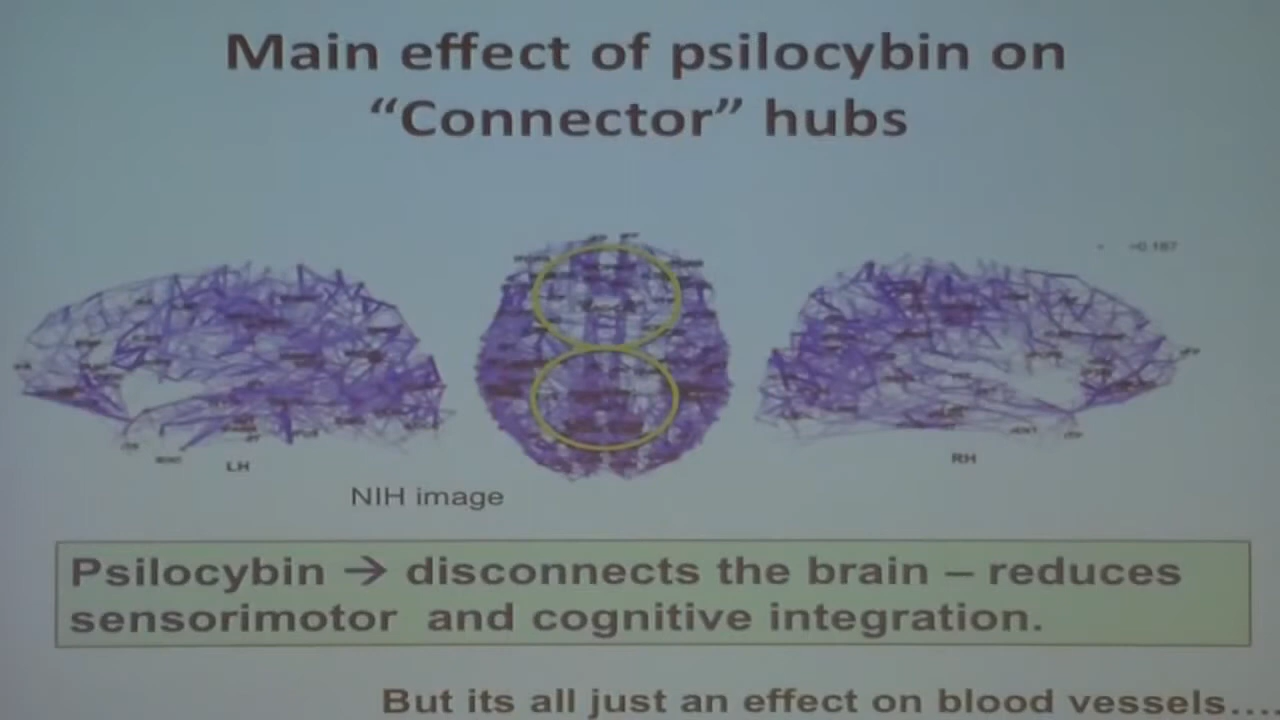 Main effect of psilocybin on
“Connector” hubs
LH
RH
NIH image
Psilocybin → disconnects the brain – reduces
sensorimotor and cognitive integration.
But its all just an effect on blood vessels....